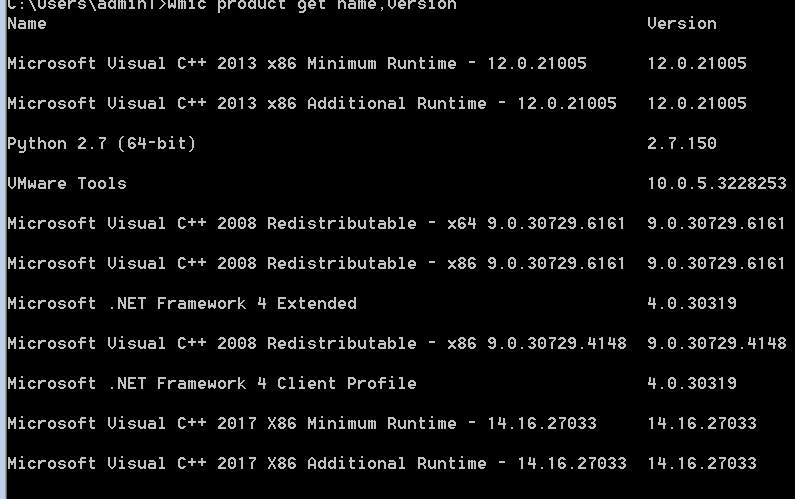 C:\Users\admin1>wmic product get name,version
Name Version
Microsoft Visual C++ 2013 x86 Minimum Runtime - 12.0.21005 12.0.21005
Microsoft Visual C++ 2013 x86 Additional Runtime - 12.0.21005 12.0.21005
Python 2.7 (64-bit) 2.7.150
VMware Tools 10.0.5.3228253
Microsoft Visual C++ 2008 Redistributable - x64 9.0.30729.6161 9.0.30729.6161
Microsoft Visual C++ 2008 Redistributable - x86 9.0.30729.6161 9.0.30729.6161
Microsoft .NET Framework 4 Extended 4.0.30319
Microsoft Visual C++ 2008 Redistributable - x86 9.0.30729.4148 9.0.30729.4148
Microsoft .NET Framework 4 Client Profile 4.0.30319
Microsoft Visual C++ 2017 X86 Minimum Runtime - 14.16.27033 14.16.27033
Microsoft Visual C++ 2017 X86 Additional Runtime - 14.16.27033 14.16.27033